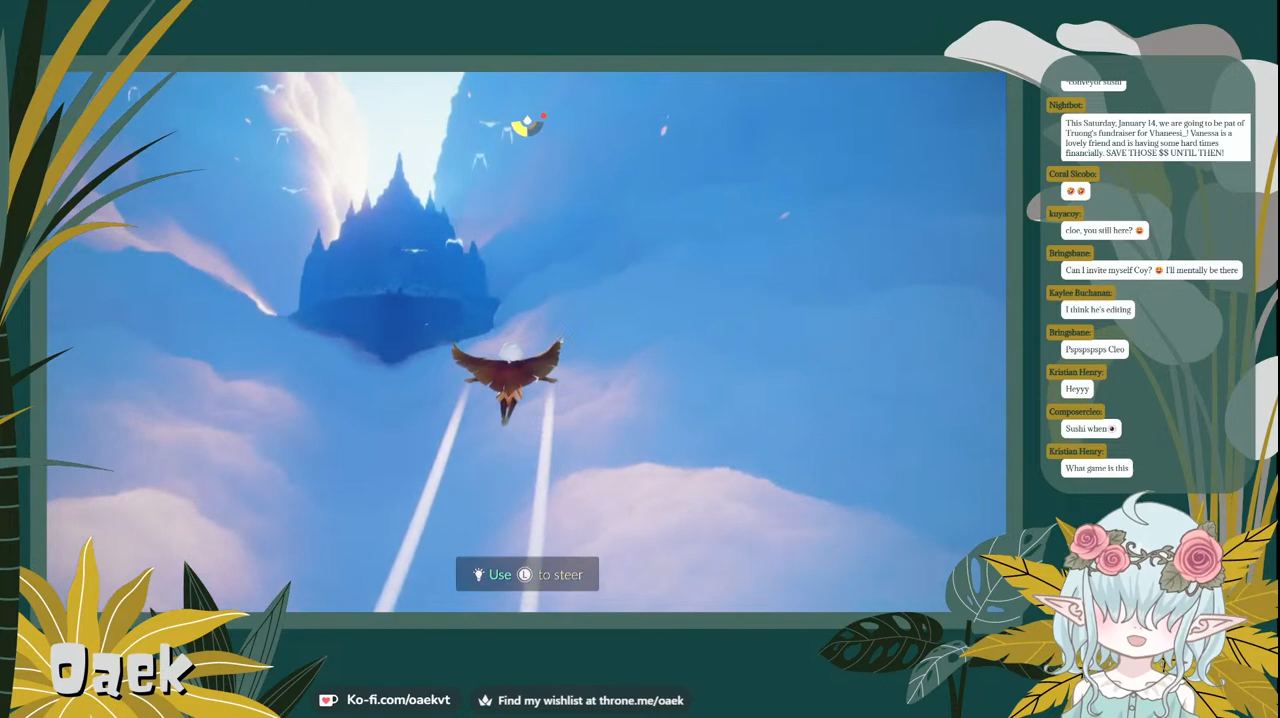 conveyor sushi
Nightbot:
This Saturday, January 14, we are going to be pat of
Truong's fundraiser for Vhaneesi_! Vanessa is a
lovely friend and is having some hard times
financially. SAVE THOSE $$ UNTIL THEN!
Coral Sicobo:
🤣🤣
kuyacoy:
cloe, you still here? 😄
Bringsbane:
Can I invite myself Coy? 😄 I'll mentally be there
Kaylee Buchanan:
I think he's editing
Bringsbane:
Pspspspsps Cleo
Kristian Henry:
Heyyy
Composercleo:
Sushi when
Kristian Henry:
What game is this
Use L to steer
Oaek
Ko-fi.com/oaekvt
Find my wishlist at throne.me/oaek